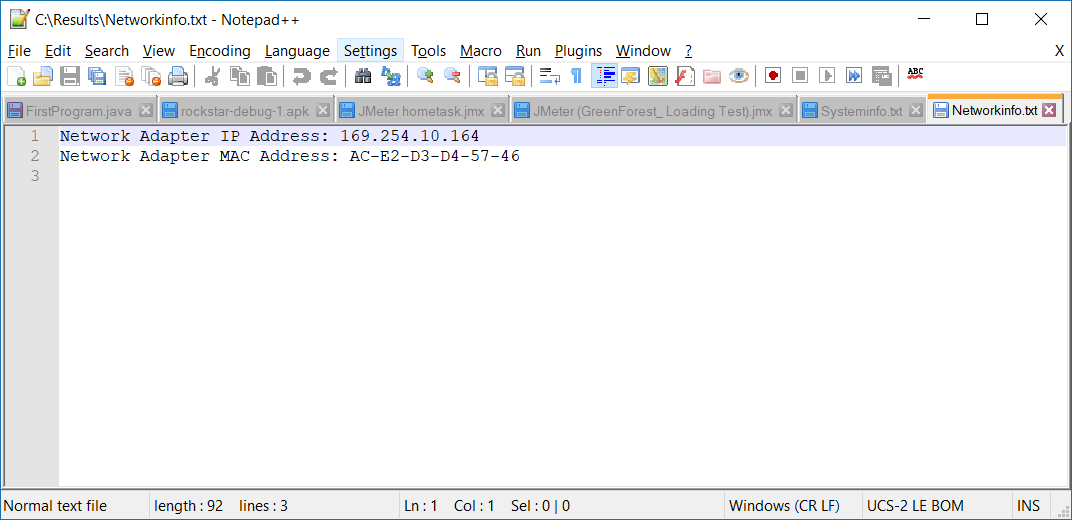 C:\Results\Networkinfo.txt - Notepad++
File Edit Search View Encoding Language Settings Tools Macro Run Plugins Window ? X
ABC
FirstProgram.java rockstar-debug-1.apk JMeter hometask.jmx JMeter (GreenForest_ Loading Test).jmx Systeminfo.txt Networkinfo.txt
1 Network Adapter IP Address: 169.254.10.164
2 Network Adapter MAC Address: AC-E2-D3-D4-57-46
3
Normal text file length : 92 lines : 3 Ln : 1 Col : 1 Sel : 0 | 0 Windows (CR LF) UCS-2 LE BOM INS